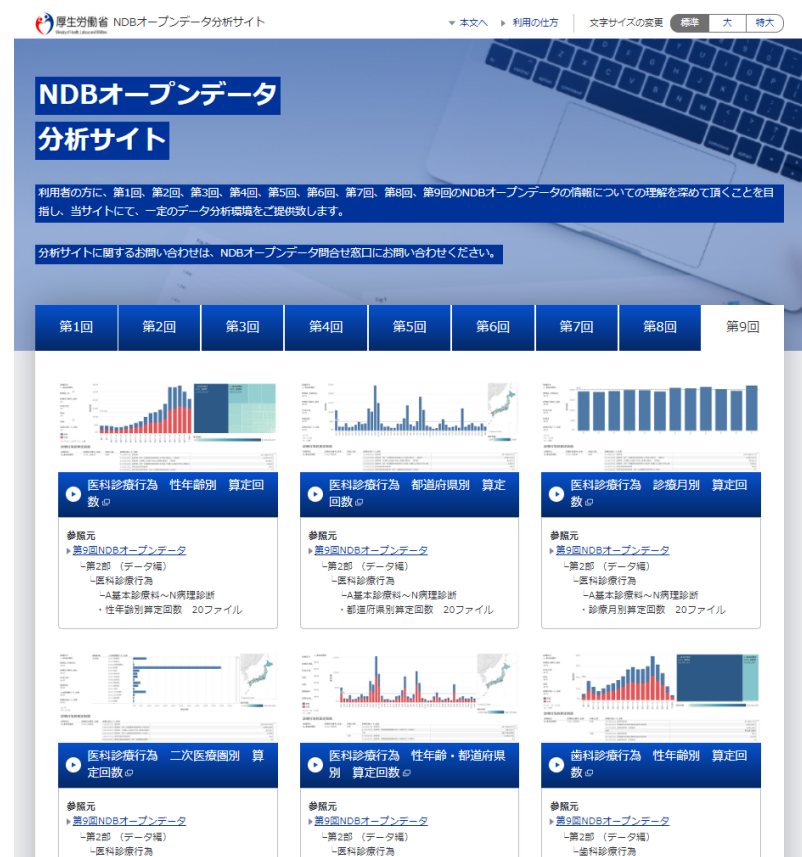 厚生労働省 NDBオープンデータ分析サイト
本文へ 利用の仕方 文字サイズの変更 標準 大 特大
NDBオープンデータ
分析サイト
利用者の方に、第1回、第2回、第3回、第4回、第5回、第6回、第7回、第8回、第9回のNDBオープンデータの情報についての理解を深めて頂くことを目
指し、当サイトにて、一定のデータ分析環境をご提供致します。
分析サイトに関するお問い合わせは、NDBオープンデータ問合せ窓口にお問い合わせください。
第1回 第2回 第3回 第4回 第5回 第6回 第7回 第8回 第9回
医科診療行為 性年齢別 算定回
数
参照元
第9回NDBオープンデータ
└第2部 （データ編）
└医科診療行為
└A基本診療料～N病理診断
・性年齢別算定回数 20ファイル
医科診療行為 都道府県別 算定
回数
参照元
第9回NDBオープンデータ
└第2部 （データ編）
└医科診療行為
└A基本診療料～N病理診断
・都道府県別算定回数 20ファイル
医科診療行為 診療月別 算定回
数
参照元
第9回NDBオープンデータ
└第2部 （データ編）
└医科診療行為
└A基本診療料～N病理診断
・診療月別算定回数 20ファイル
医科診療行為 二次医療圏別 算
定回数
参照元
第9回NDBオープンデータ
└第2部 （データ編）
└医科診療行為
医科診療行為 性年齢・都道府県
別 算定回数
参照元
第9回NDBオープンデータ
└第2部 （データ編）
└医科診療行為
歯科診療行為 性年齢別 算定回
数
参照元
第9回NDBオープンデータ
└第2部 （データ編）
└歯科診療行為